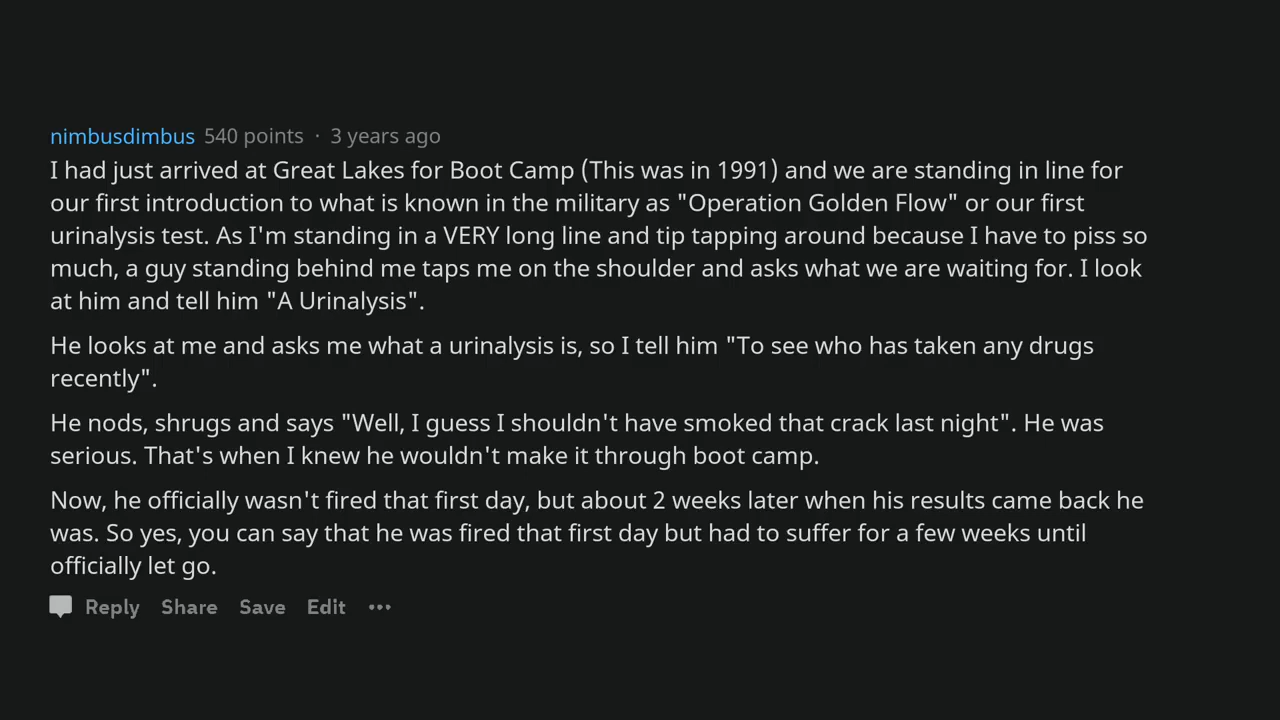 nimbusdimbus 540 points · 3 years ago
I had just arrived at Great Lakes for Boot Camp (This was in 1991) and we are standing in line for
our first introduction to what is known in the military as "Operation Golden Flow" or our first
urinalysis test. As I'm standing in a VERY long line and tip tapping around because I have to piss so
much, a guy standing behind me taps me on the shoulder and asks what we are waiting for. I look
at him and tell him "A Urinalysis".
He looks at me and asks me what a urinalysis is, so I tell him "To see who has taken any drugs
recently".
He nods, shrugs and says "Well, I guess I shouldn't have smoked that crack last night". He was
serious. That's when I knew he wouldn't make it through boot camp.
Now, he officially wasn't fired that first day, but about 2 weeks later when his results came back he
was. So yes, you can say that he was fired that first day but had to suffer for a few weeks until
officially let go.
Reply Share Save Edit •••